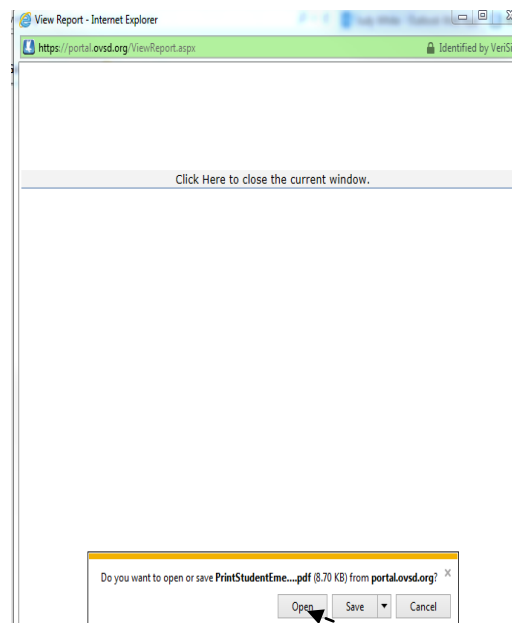 View Report - Internet Explorer
https://portal.ovsd.org/ViewReport.aspx Identified by VeriSi
Click Here to close the current window.
Do you want to open or save PrintStudentEme....pdf (8.70 KB) from portal.ovsd.org?
Open Save Cancel